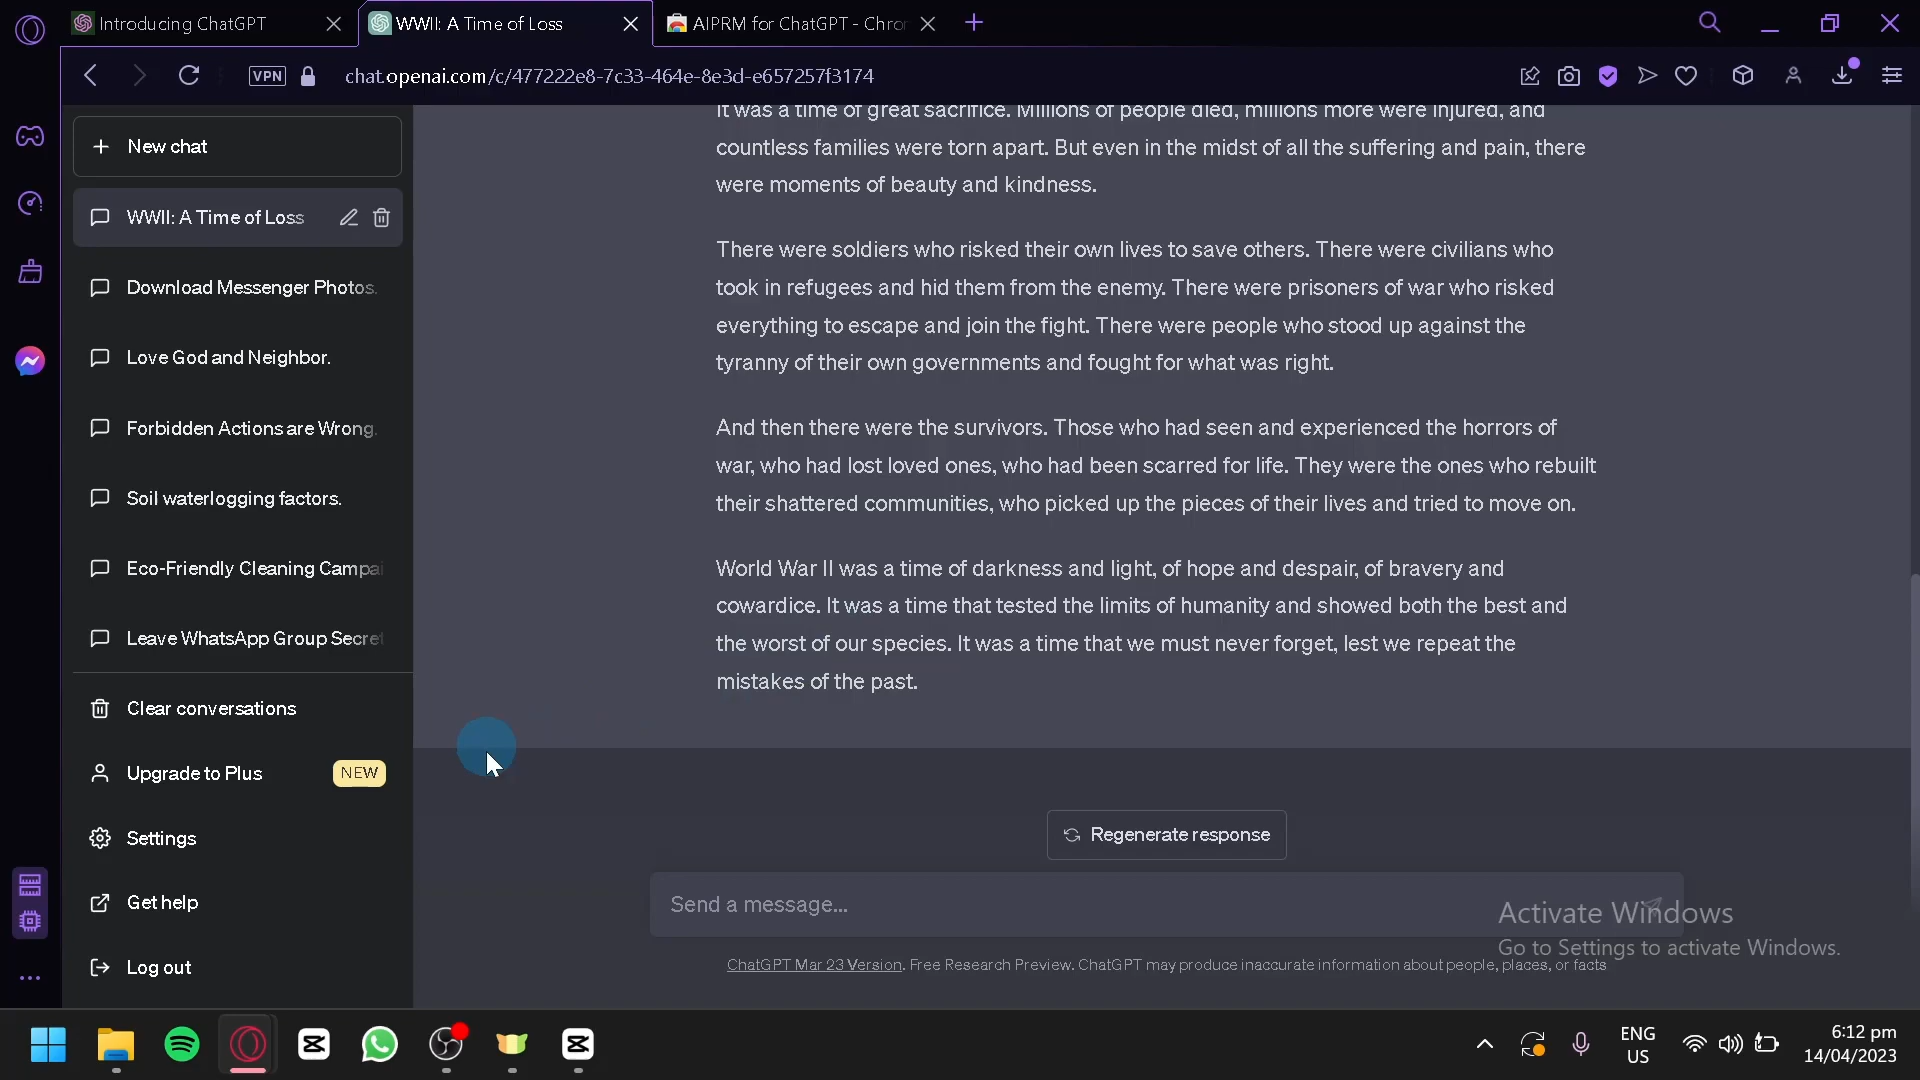 Introducing ChatGPT
WWII: A Time of Loss
AIPRM for ChatGPT - Chro
VPN
chat.openai.com/c/477222e8-7c33-464e-8e3d-e657257f3174
New chat
WWII: A Time of Loss
Download Messenger Photos.
Love God and Neighbor.
Forbidden Actions are Wrong.
Soil waterlogging factors.
Eco-Friendly Cleaning Campai
Leave WhatsApp Group Secret
Clear conversations
Upgrade to Plus NEW
Settings
Get help
Log out
It was a time of great sacrifice. Millions of people died, millions more were injured, and
countless families were torn apart. But even in the midst of all the suffering and pain, there
were moments of beauty and kindness.
There were soldiers who risked their own lives to save others. There were civilians who
took in refugees and hid them from the enemy. There were prisoners of war who risked
everything to escape and join the fight. There were people who stood up against the
tyranny of their own governments and fought for what was right.
And then there were the survivors. Those who had seen and experienced the horrors of
war, who had lost loved ones, who had been scarred for life. They were the ones who rebuilt
their shattered communities, who picked up the pieces of their lives and tried to move on.
World War II was a time of darkness and light, of hope and despair, of bravery and
cowardice. It was a time that tested the limits of humanity and showed both the best and
the worst of our species. It was a time that we must never forget, lest we repeat the
mistakes of the past.
Regenerate response
Send a message...
Activate Windows
Go to Settings to activate Windows.
ChatGPT Mar 23 Version. Free Research Preview. ChatGPT may produce inaccurate information about people, places, or facts
ENG
US
6:12 pm
14/04/2023